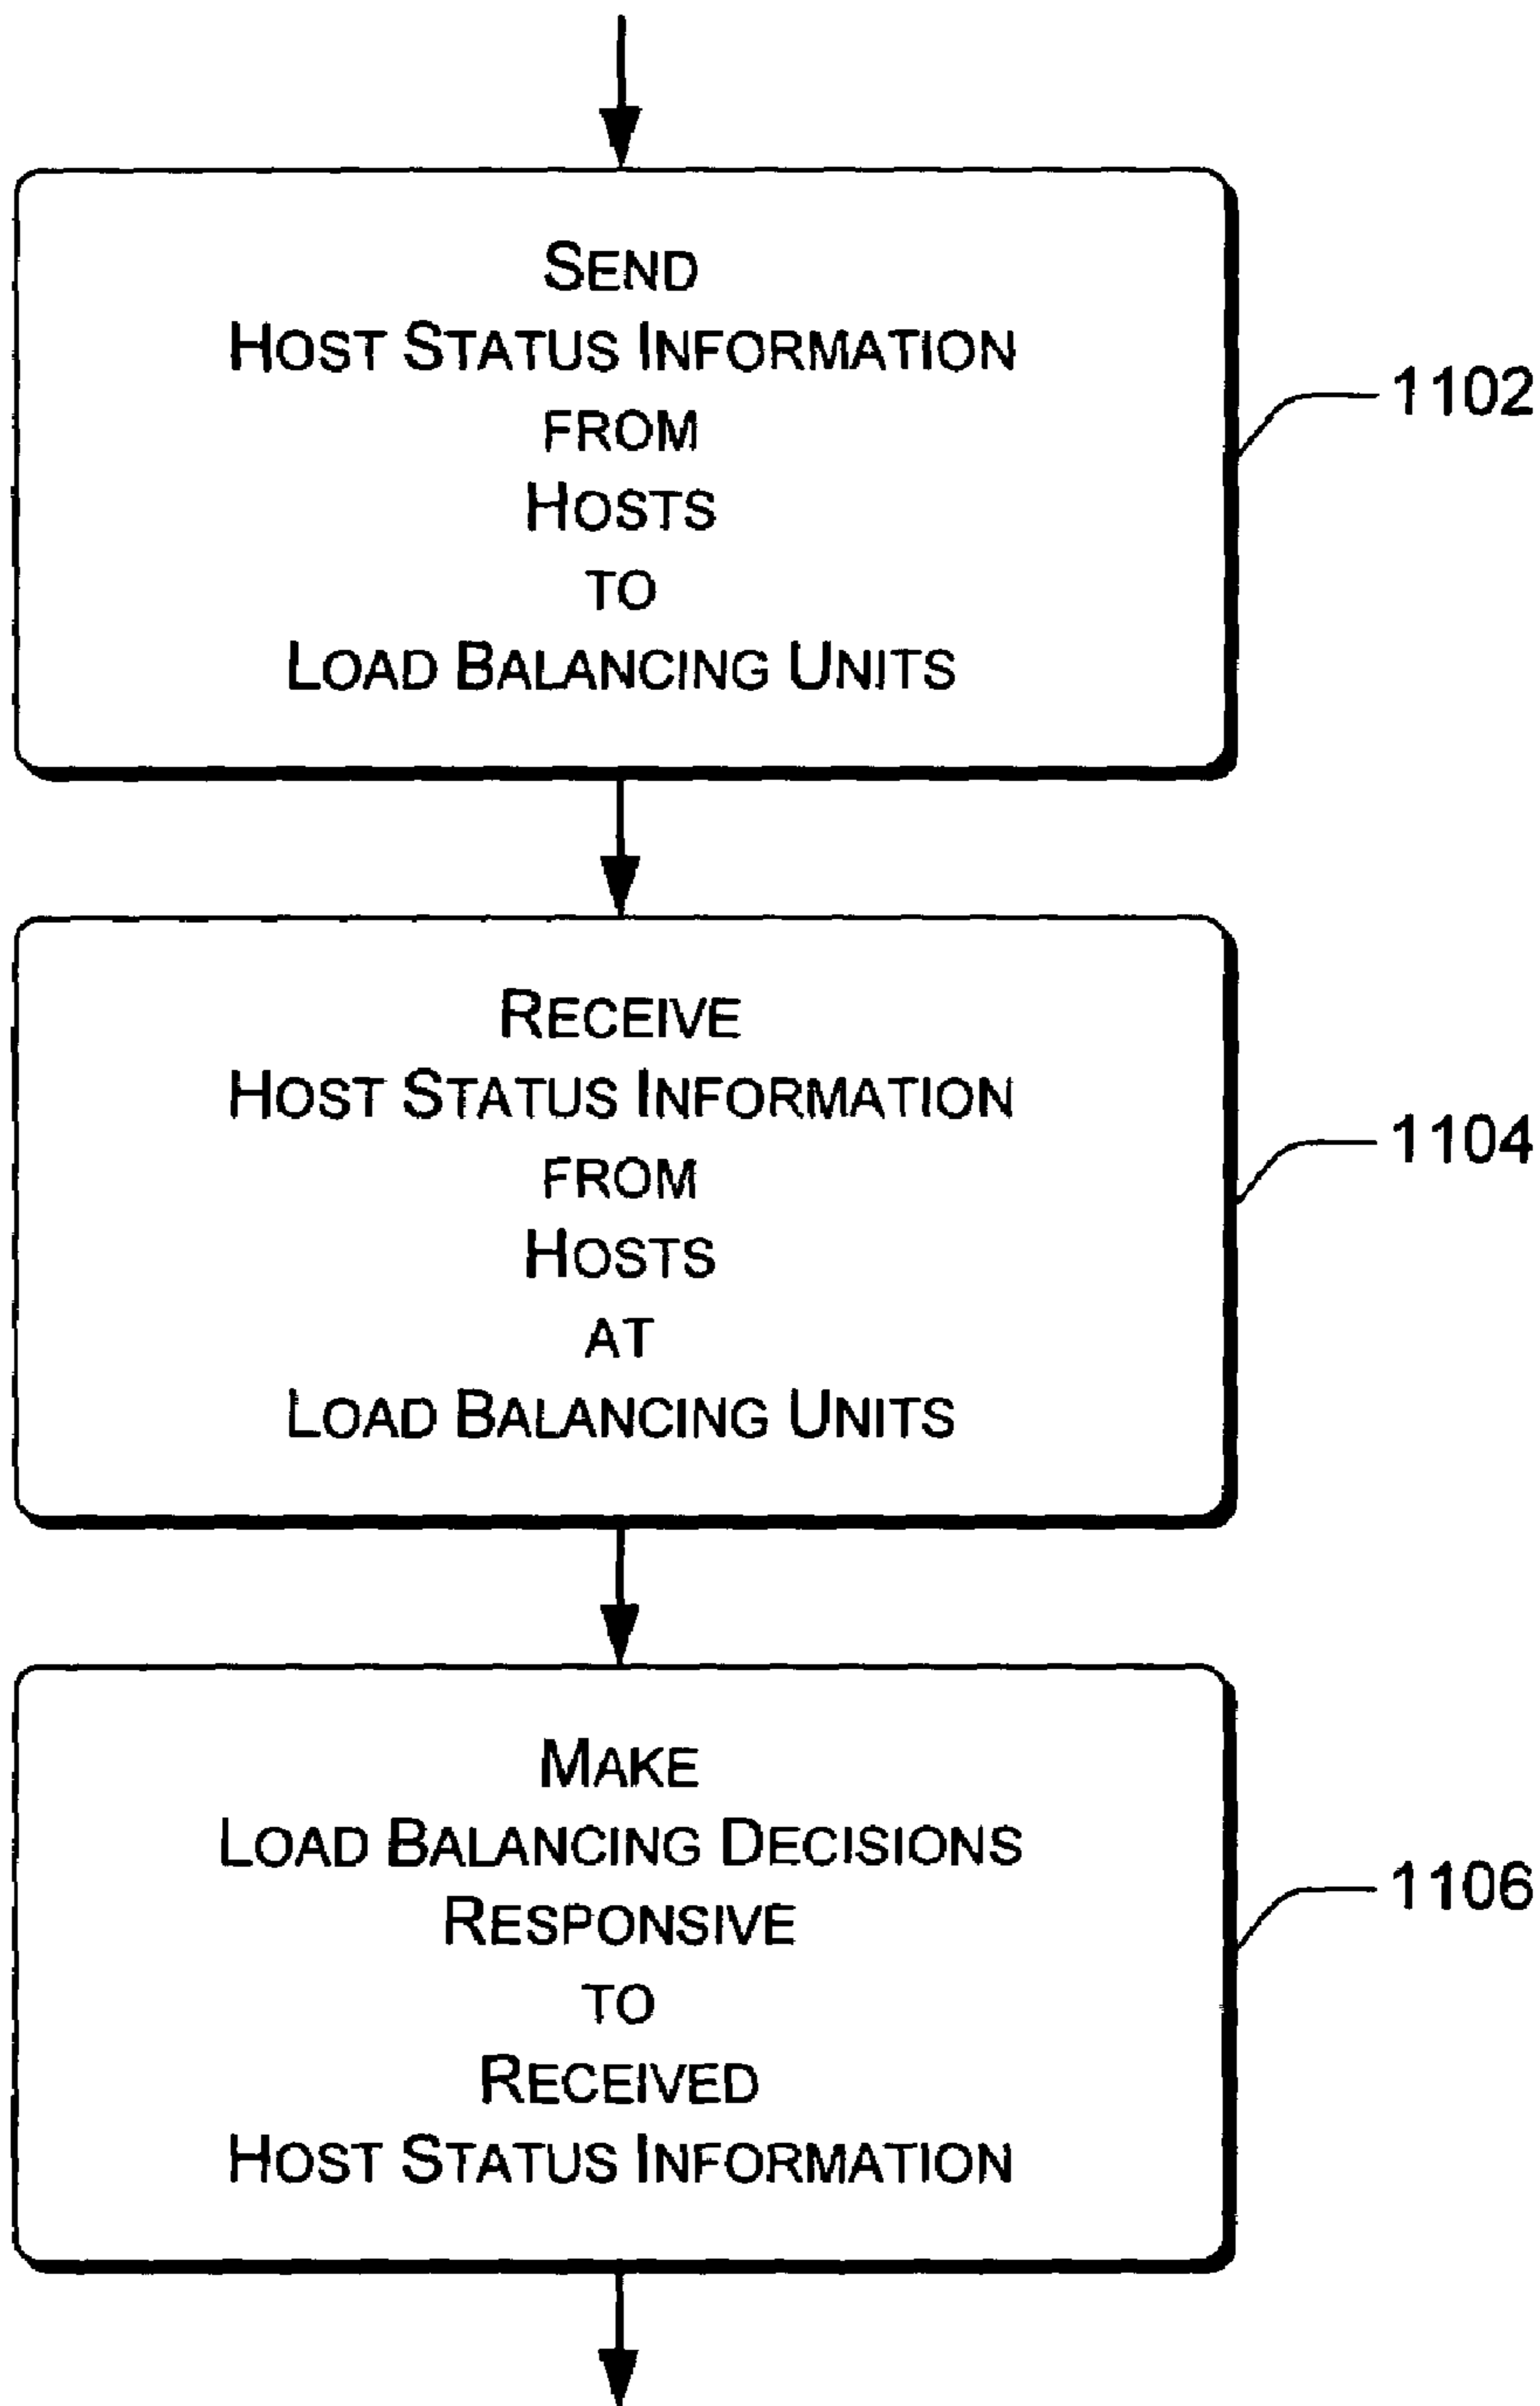 SEND
HOST STATUS INFORMATION
FROM
HOSTS
TO
LOAD BALANCING UNITS
1102
RECEIVE
HOST STATUS INFORMATION
FROM
HOSTS
AT
LOAD BALANCING UNITS
1104
MAKE
LOAD BALANCING DECISIONS
RESPONSIVE
TO
RECEIVED
HOST STATUS INFORMATION
1106